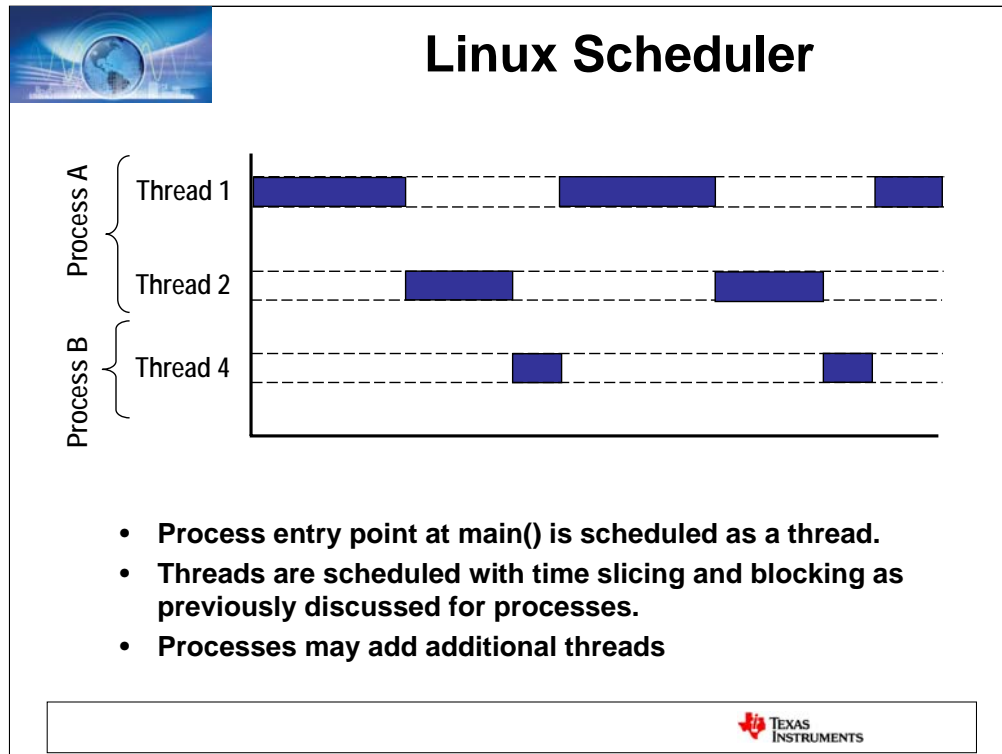 Linux Scheduler
Process A
Thread 1
Thread 2
Process B
Thread 4
• Process entry point at main() is scheduled as a thread.
• Threads are scheduled with time slicing and blocking as
previously discussed for processes.
• Processes may add additional threads
TEXAS
INSTRUMENTS